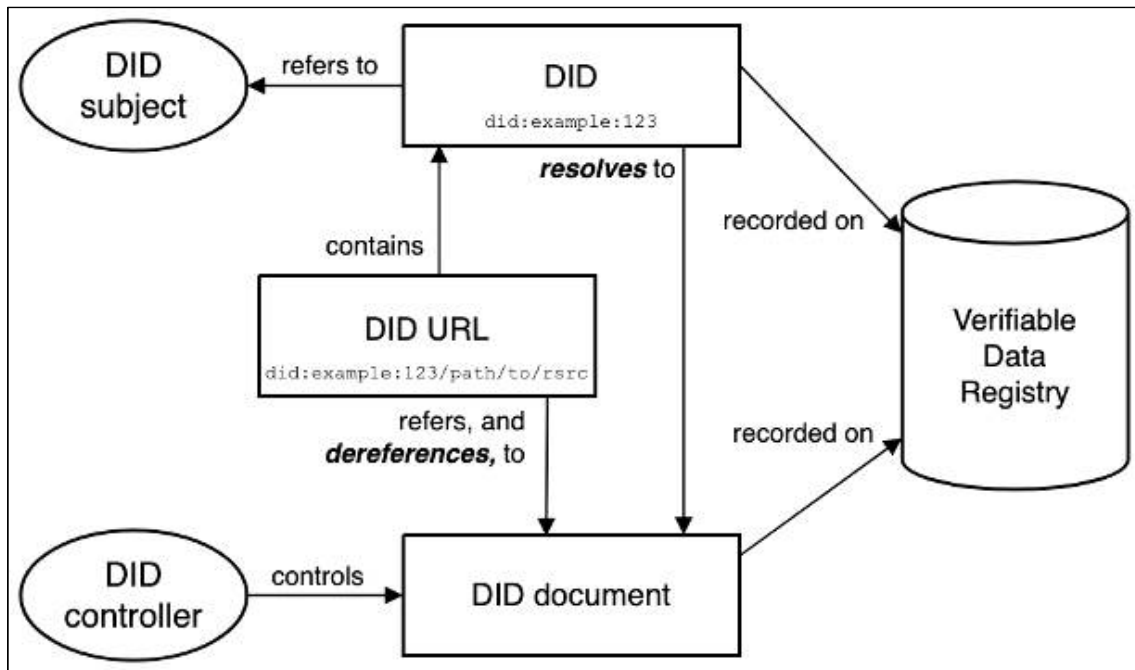 DID
subject
refers to
DID
did:example:123
resolves to
recorded on
contains
DID URL
did:example:123/path/to/rsrc
refers, and
dereferences, to
Verifiable
Data
Registry
recorded on
DID
controller
controls
DID document